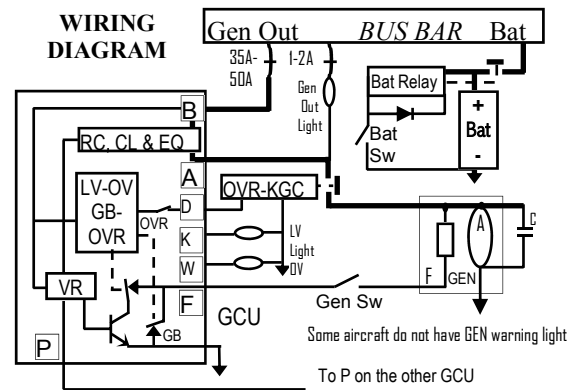 WIRING
DIAGRAM
Gen Out BUS BAR Bat
35A-
50A
1-2A
Gen
Out
Light
Bat Relay
Bat
Sw
+
Bat
-
B
RC, CL & EQ
A
LV-OV
GB-
OVR
OVR
D
OVR-KGC
K
LV
Light
OV
W
A
C
F
GEN
VR
F
Gen Sw
GB
GCU
P
Some aircraft do not have GEN warning light
To P on the other GCU